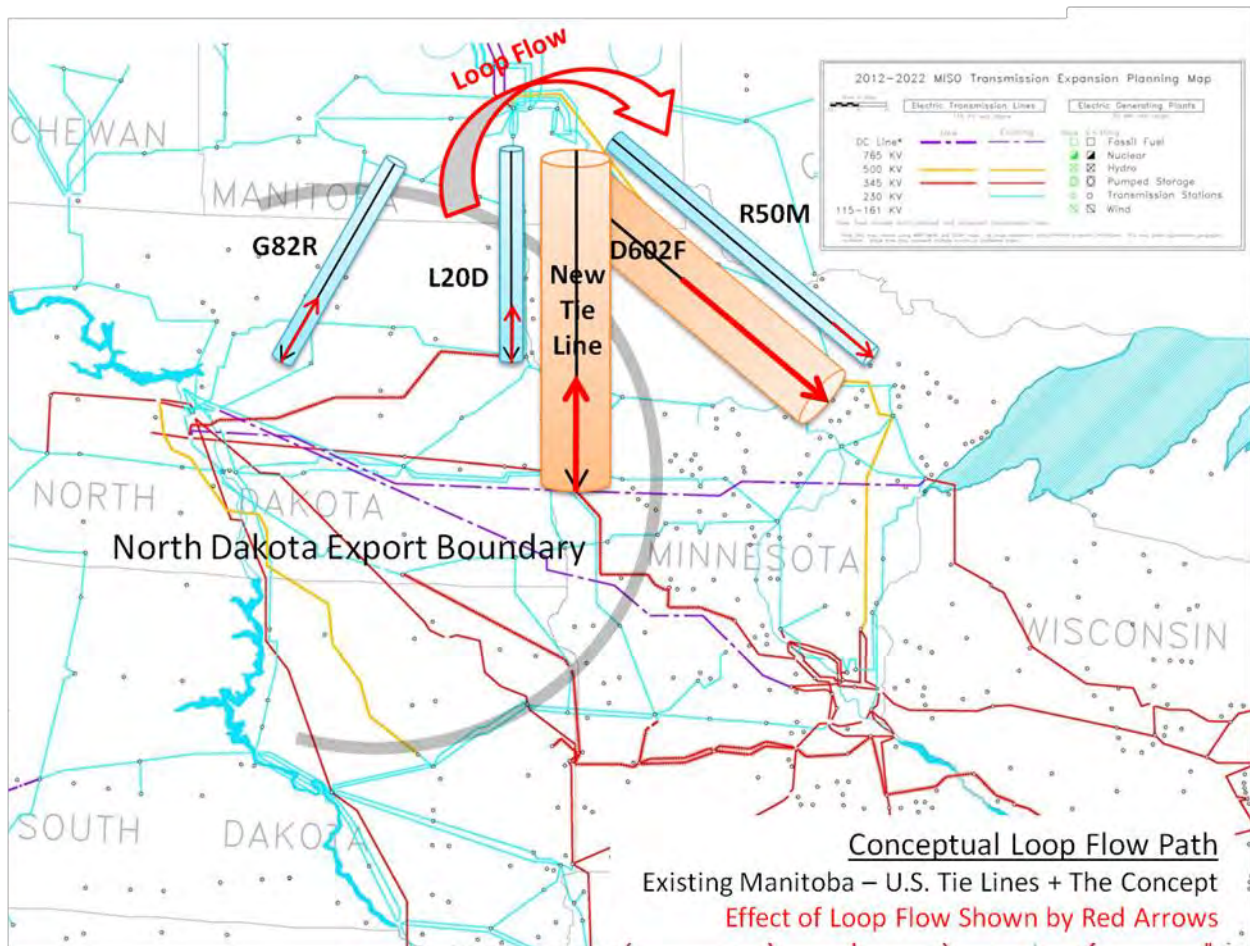 Loop Flow
2012-2022 MISO Transmission Expansion Planning Map
Electric Transmission Lines
Electric Generating Plants
DC Line*
765 KV
500 KV
345 KV
230 KV
115-161 KV
Existing
Fossil Fuel
Nuclear
Hydro
Pumped Storage
Transmission Stations
Wind
CHEWAN
MANITOBA
G82R
L20D
New
Tie
Line
D602F
R50M
NORTH DAKOTA
North Dakota Export Boundary
MINNESOTA
WISCONSIN
SOUTH DAKOTA
Conceptual Loop Flow Path
Existing Manitoba – U.S. Tie Lines + The Concept
Effect of Loop Flow Shown by Red Arrows